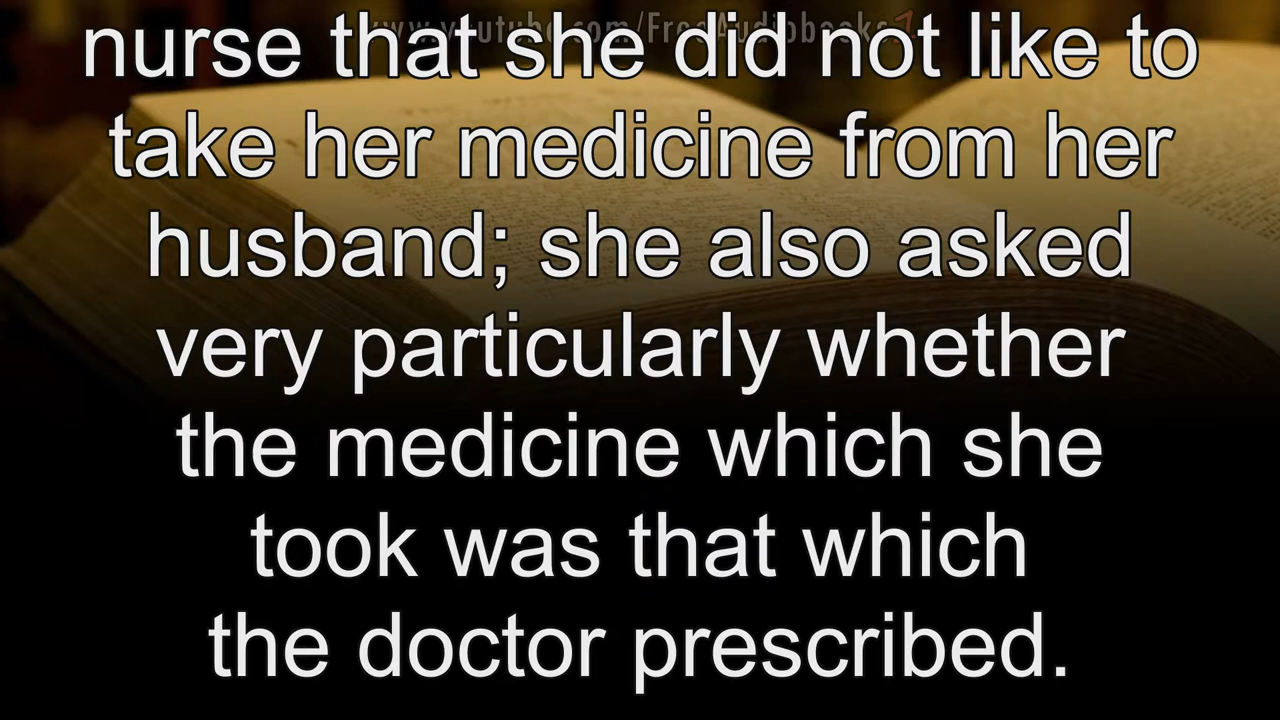 www.youtube.com/FreeAudiobooks
nurse that she did not like to
take her medicine from her
husband; she also asked
very particularly whether
the medicine which she
took was that which
the doctor prescribed.